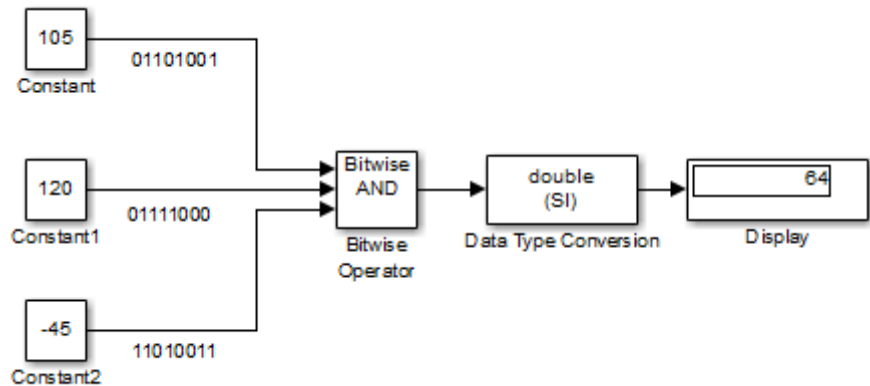 105
01101001
Constant
120
01111000
Constant1
-45
11010011
Constant2
Bitwise
AND
Bitwise
Operator
double
(SI)
Data Type Conversion
64
Display